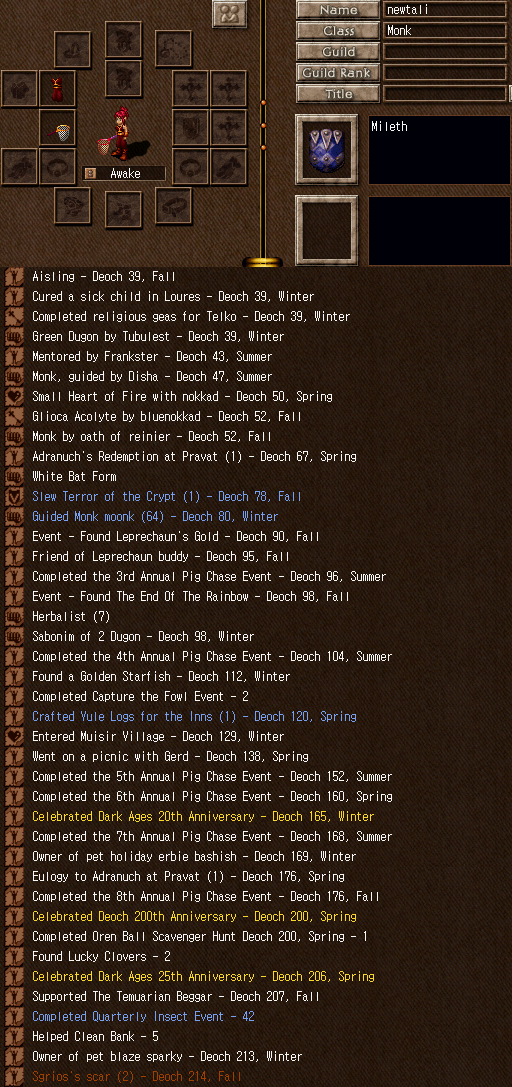 Name newtali
Class Monk
Guild
Guild Rank
Title
Mileth
Awake
Aisling - Deoch 39, Fall
Cured a sick child in Loures - Deoch 39, Winter
Completed religious geas for Telko - Deoch 39, Winter
Green Dugon by Tubulest - Deoch 39, Winter
Mentored by Frankster - Deoch 43, Summer
Monk, guided by Disha - Deoch 47, Summer
Small Heart of Fire with nokkad - Deoch 50, Spring
Glioca Acolyte by bluenokkad - Deoch 52, Fall
Monk by oath of reinier - Deoch 52, Fall
Adranuch's Redemption at Pravat (1) - Deoch 67, Spring
White Bat Form
Slew Terror of the Crypt (1) - Deoch 78, Fall
Guided Monk moonk (64) - Deoch 80, Winter
Event - Found Leprechaun's Gold - Deoch 90, Fall
Friend of Leprechaun buddy - Deoch 95, Fall
Completed the 3rd Annual Pig Chase Event - Deoch 96, Summer
Event - Found The End Of The Rainbow - Deoch 98, Fall
Herbalist (7)
Sabonim of 2 Dugon - Deoch 98, Winter
Completed the 4th Annual Pig Chase Event - Deoch 104, Summer
Found a Golden Starfish - Deoch 112, Winter
Completed Capture the Fowl Event - 2
Crafted Yule Logs for the Inns (1) - Deoch 120, Spring
Entered Muisir Village - Deoch 129, Winter
Went on a picnic with Gerd - Deoch 138, Spring
Completed the 5th Annual Pig Chase Event - Deoch 152, Summer
Completed the 6th Annual Pig Chase Event - Deoch 160, Spring
Celebrated Dark Ages 20th Anniversary - Deoch 165, Winter
Completed the 7th Annual Pig Chase Event - Deoch 168, Summer
Owner of pet holiday erbie bashish - Deoch 169, Winter
Eulogy to Adranuch at Pravat (1) - Deoch 176, Spring
Completed the 8th Annual Pig Chase Event - Deoch 176, Fall
Celebrated Deoch 200th Anniversary - Deoch 200, Spring
Completed Oren Ball Scavenger Hunt Deoch 200, Spring - 1
Found Lucky Clovers - 2
Celebrated Dark Ages 25th Anniversary - Deoch 206, Spring
Supported The Temuarian Beggar - Deoch 207, Fall
Completed Quarterly Insect Event - 42
Helped Clean Bank - 5
Owner of pet blaze sparky - Deoch 213, Winter
Sgrios's scar (2) - Deoch 214, Fall